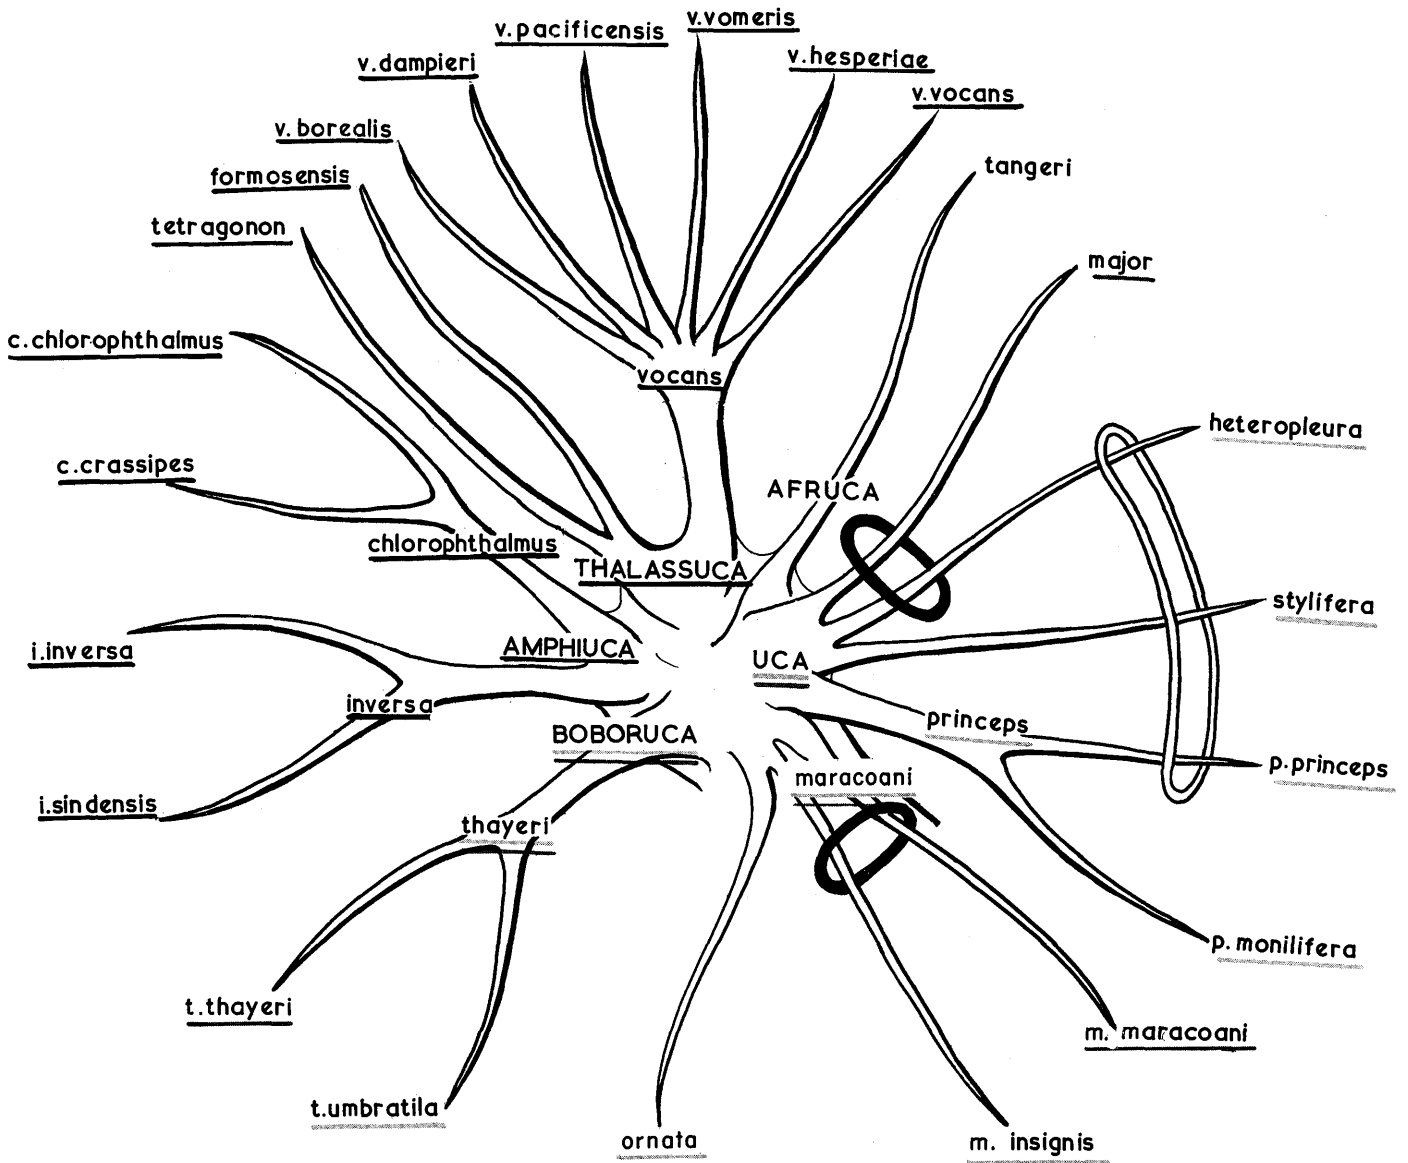 v.vomeris
v.pacificensis
v.hesperiae
v.dampieri
v.vocans
v.borealis
tangeri
formosensis
tetragonon
major
c.chlorophthalmus
vocans
heteropleura
c.crassipes
AFRUCA
chlorophthalmus
THALASSUCA
stylifera
i.inversa
AMPHIUCA
UCA
inversa
princeps
BOBORUCA
p.princeps
maracoani
i.sindensis
thayeri
p.monilifera
t.thayeri
m. maracoani
t.umbratila
ornata
m. insignis